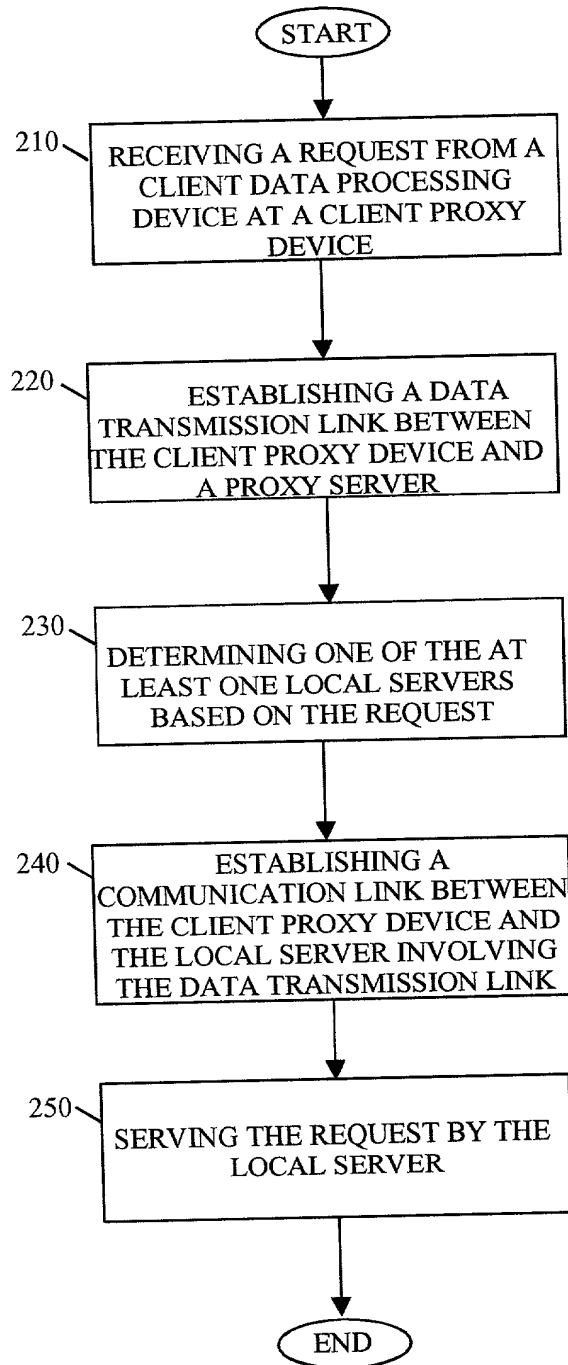 START
210
RECEIVING A REQUEST FROM A
CLIENT DATA PROCESSING
DEVICE AT A CLIENT PROXY
DEVICE
220
ESTABLISHING A DATA
TRANSMISSION LINK BETWEEN
THE CLIENT PROXY DEVICE AND
A PROXY SERVER
230
DETERMINING ONE OF THE AT
LEAST ONE LOCAL SERVERS
BASED ON THE REQUEST
240
ESTABLISHING A
COMMUNICATION LINK BETWEEN
THE CLIENT PROXY DEVICE AND
THE LOCAL SERVER INVOLVING
THE DATA TRANSMISSION LINK
250
SERVING THE REQUEST BY THE
LOCAL SERVER
END